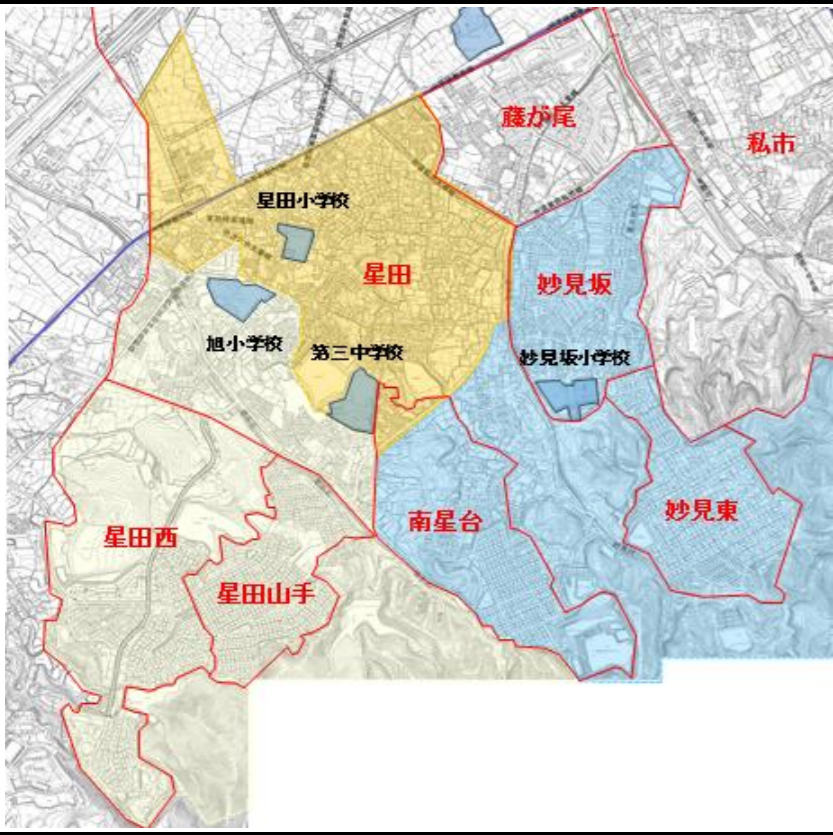 藤が尾
私市
星田小学校
星田
妙見坂
旭小学校
第三中学校
妙見坂小学校
南星台
妙見東
星田西
星田山手